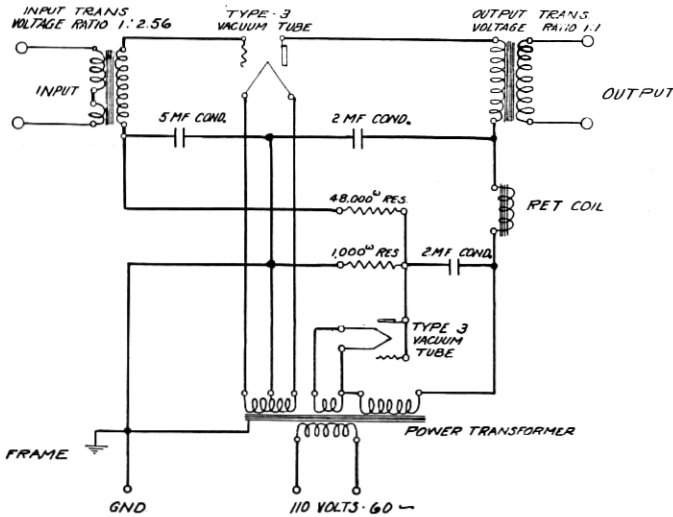 INPUT TRANS.
VOLTAGE RATIO 1:2.56
TYPE-3
VACUUM TUBE
OUTPUT TRANS.
VOLTAGE RATIO 1:1
INPUT
OUTPUT
5 MF COND.
2 MF COND.
48,000ω RES.
RET COIL
1,000ω RES
2 MF COND.
TYPE 3
VACUUM
TUBE
POWER TRANSFORMER
FRAME
GND
110 VOLTS-60 ~